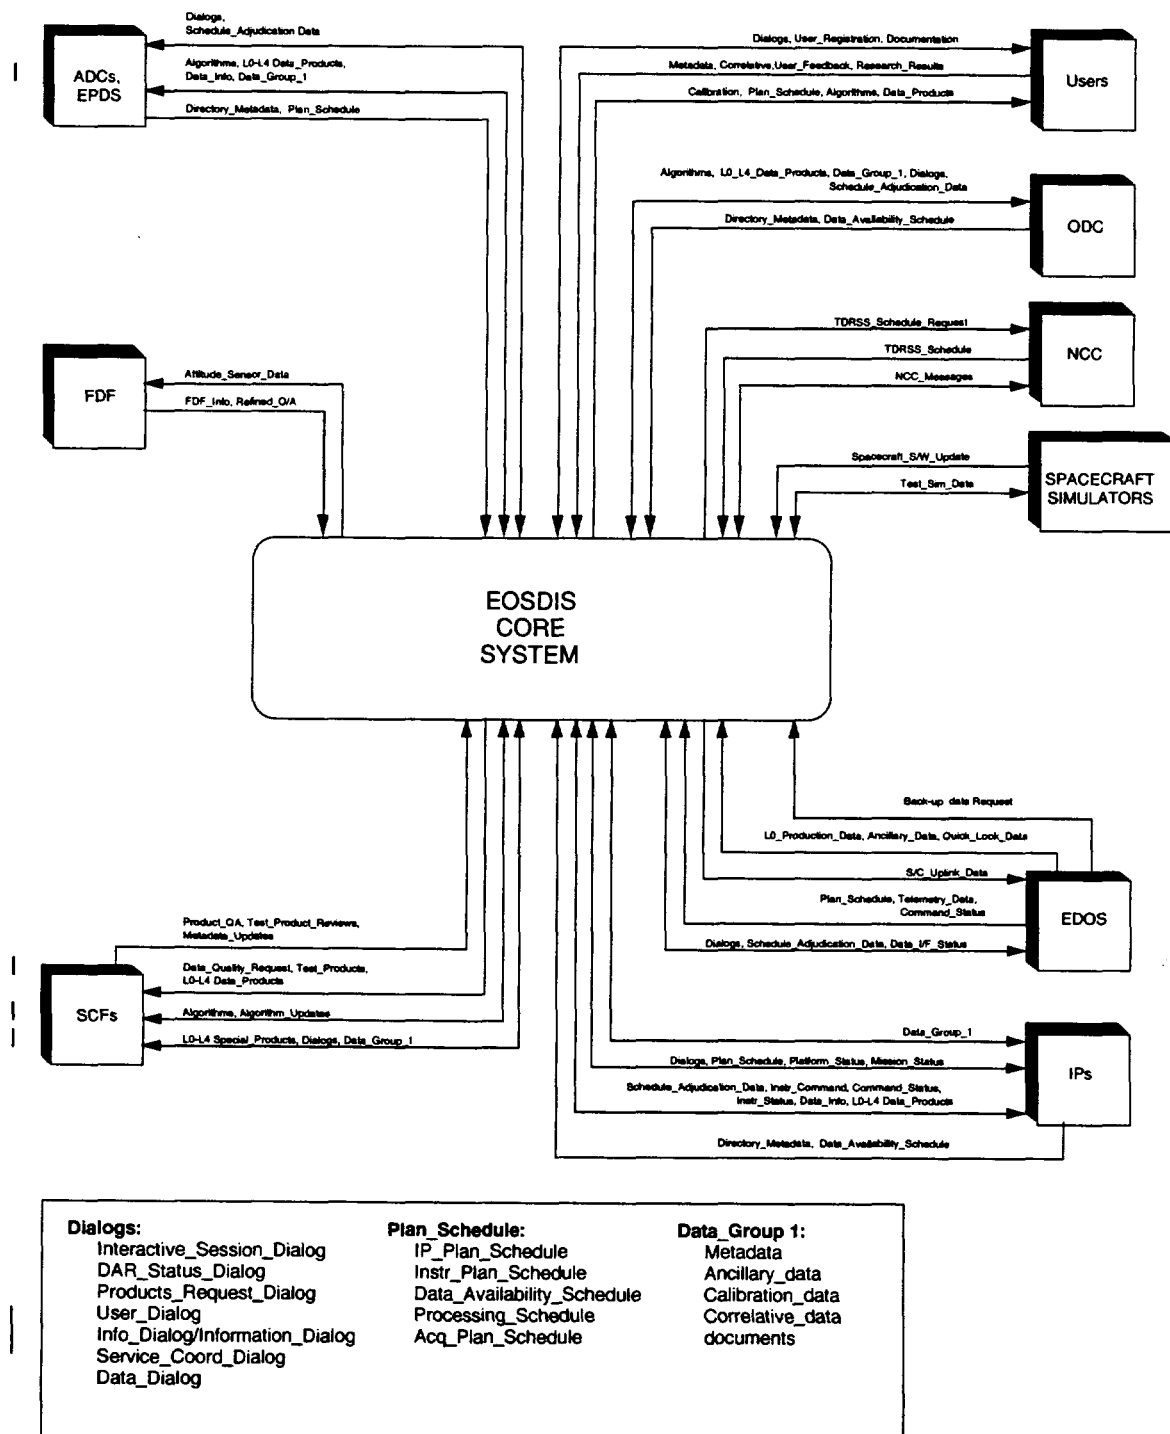 Dialogs,
Schedule_Adjudication Data
Algorithms, L0-L4 Data_Products,
Data_Info, Data_Group_1
Directory_Metadata, Plan_Schedule
ADCs,
EPDS
Dialogs, User_Registration, Documentation
Metadata, Correlative,User_Feedback, Research_Results
Calibration, Plan_Schedule, Algorithms, Data_Products
Users
Algorithms, L0_L4_Data_Products, Data_Group_1, Dialogs,
Schedule_Adjudication_Data
Directory_Metadata, Data_Availability_Schedule
ODC
TDRSS_Schedule_Request
TDRSS_Schedule
NCC_Messages
NCC
Attitude_Sensor_Data
FDF_Info, Refined_O/A
FDF
Spacecraft_S/W_Update
Test_Sim_Data
SPACECRAFT
SIMULATORS
EOSDIS
CORE
SYSTEM
Back-up data Request
L0_Production_Data, Ancillary_Data, Quick_Look_Data
S/C_Uplink_Data
Plan_Schedule, Telemetry_Data,
Command_Status
Dialogs, Schedule_Adjudication_Data, Data_I/F_Status
EDOS
Product_QA, Test_Product_Reviews,
Metadata_Updates
Data_Quality_Request, Test_Products,
L0-L4 Data_Products
Algorithms, Algorithm_Updates
L0-L4 Special_Products, Dialogs, Data_Group_1
SCFs
Data_Group_1
Dialogs, Plan_Schedule, Platform_Status, Mission_Status
Schedule_Adjudication_Data, Instr_Command, Command_Status,
Instr_Status, Data_Info, L0-L4 Data_Products
Directory_Metadata, Data_Availability_Schedule
IPs
Dialogs:
Interactive_Session_Dialog
DAR_Status_Dialog
Products_Request_Dialog
User_Dialog
Info_Dialog/Information_Dialog
Service_Coord_Dialog
Data_Dialog
Plan_Schedule:
IP_Plan_Schedule
Instr_Plan_Schedule
Data_Availability_Schedule
Processing_Schedule
Acq_Plan_Schedule
Data_Group 1:
Metadata
Ancillary_data
Calibration_data
Correlative_data
documents